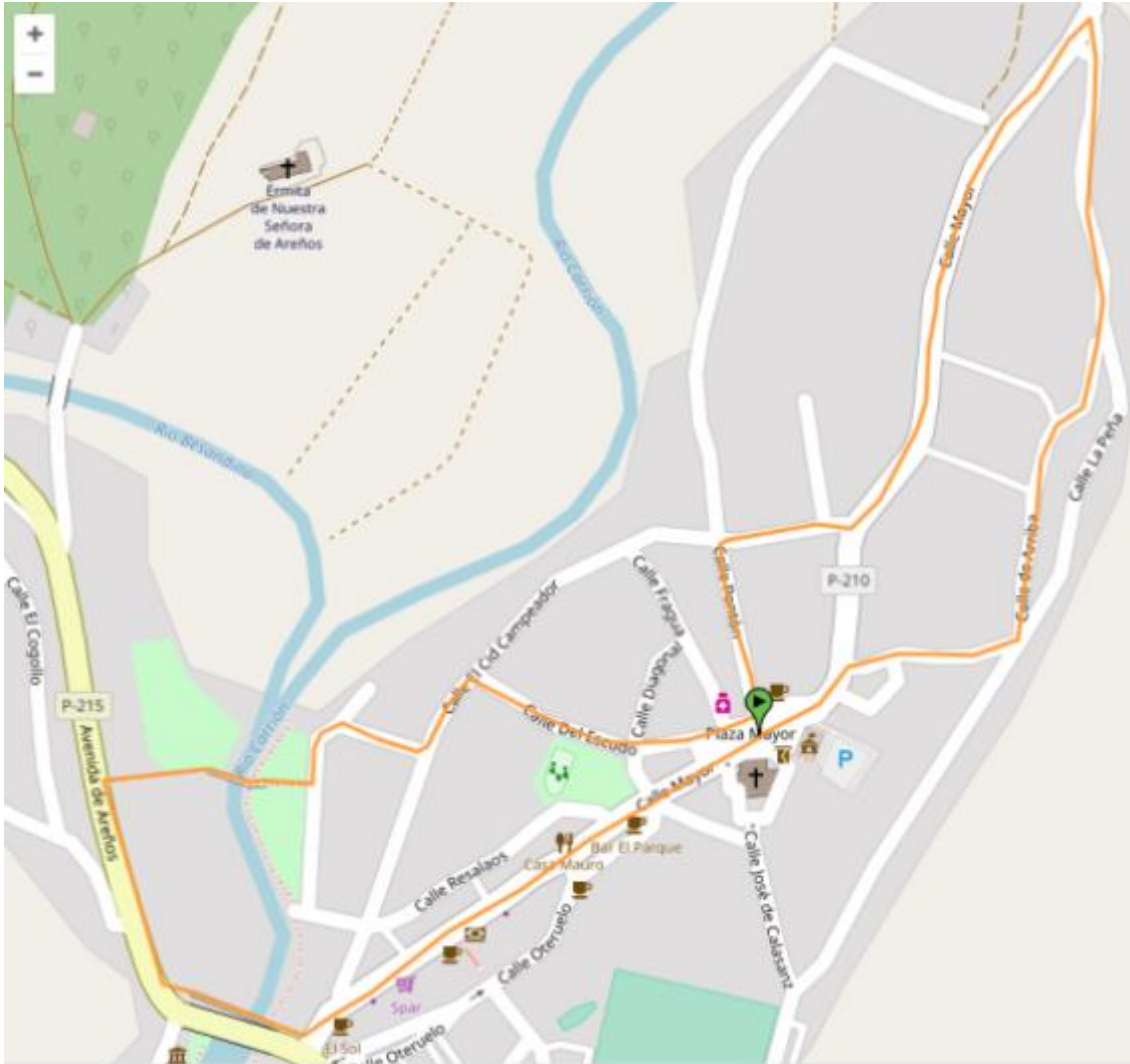 +
−
Ermita
de Nuestra
Señora
de Areños
Calle Mayor
Río Carrión
Río Besandino
Calle La Peña
Calle de Arriba
P-210
Calle Pontón
Calle Fragua
Calle El Cid Campeador
Calle El Cogollo
Calle Diagonal
P-215
Calle Del Escudo
Plaza Mayor
P
Río Carrión
Avenida de Areños
Calle Mayor
Bar El Parque
Casa Mauro
Calle Resalaos
Calle José de Calasanz
Calle Oteruelo
Spar
El Sol
Calle Oteruelo